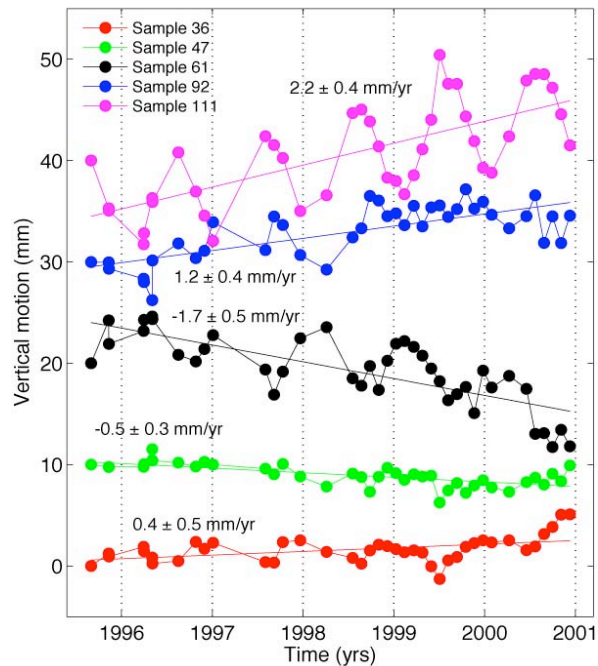 Sample 36
Sample 47
Sample 61
Sample 92
Sample 111
2.2 ± 0.4 mm/yr
1.2 ± 0.4 mm/yr
-1.7 ± 0.5 mm/yr
-0.5 ± 0.3 mm/yr
0.4 ± 0.5 mm/yr
50
40
30
20
10
0
Vertical motion (mm)
1996 1997 1998 1999 2000 2001
Time (yrs)